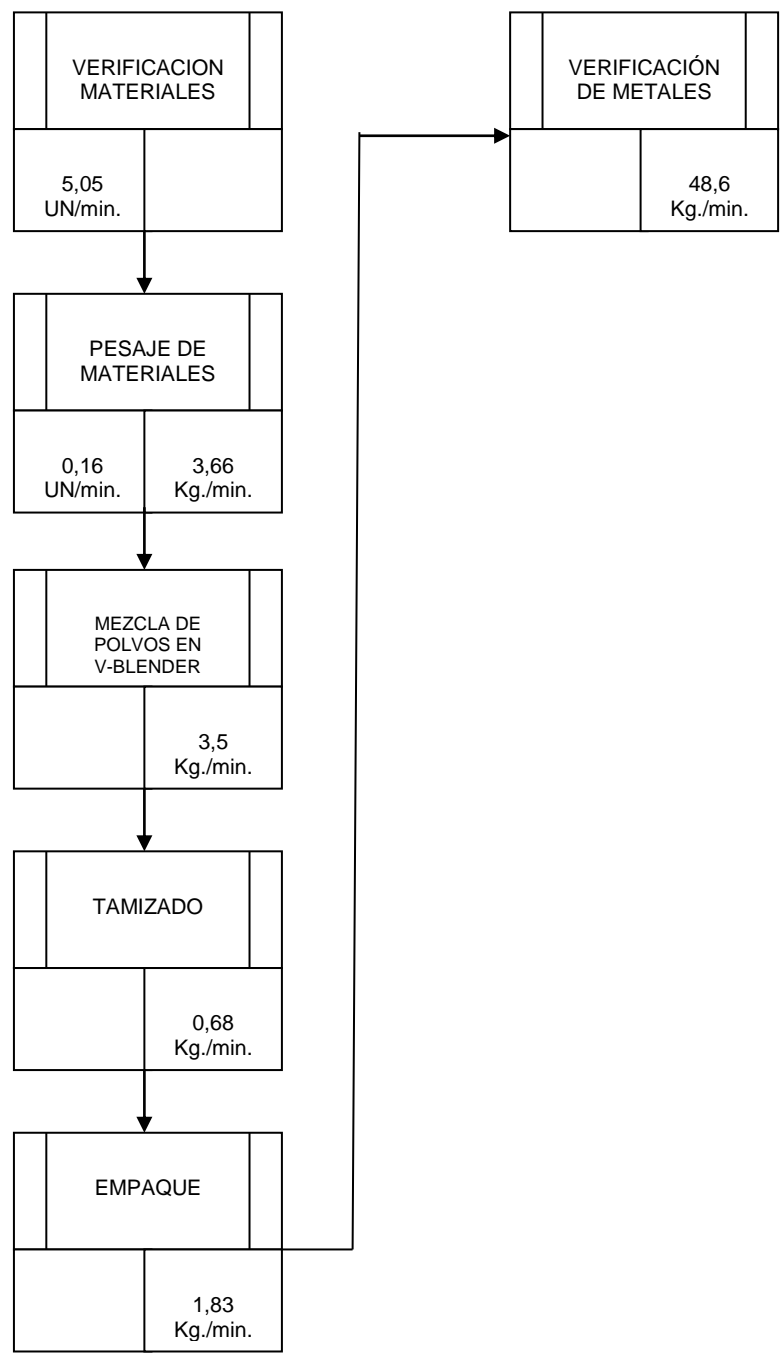 VERIFICACION
MATERIALES
5,05
UN/min.
PESAJE DE
MATERIALES
0,16
UN/min.
3,66
Kg./min.
MEZCLA DE
POLVOS EN
V-BLENDER
3,5
Kg./min.
TAMIZADO
0,68
Kg./min.
EMPAQUE
1,83
Kg./min.
VERIFICACIÓN
DE METALES
48,6
Kg./min.